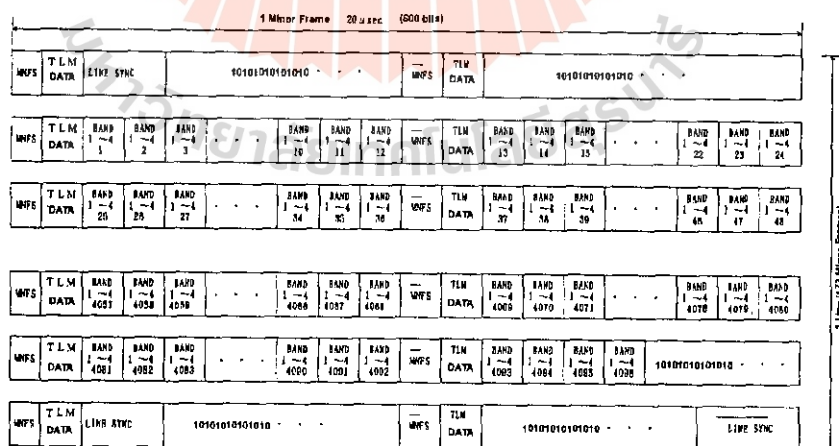 1 Minor Frame 20 μ sec (600 bits)
MNFS TLM DATA LINE SYNC 10101010101010 · · · MNFS TLM DATA 10101010101010 · · ·
MNFS TLM DATA BAND 1~4 1 BAND 1~4 2 BAND 1~4 3 · · · BAND 1~4 10 BAND 1~4 11 BAND 1~4 12 MNFS TLM DATA BAND 1~4 13 BAND 1~4 14 BAND 1~4 15 · · · BAND 1~4 22 BAND 1~4 23 BAND 1~4 24
MNFS TLM DATA BAND 1~4 25 BAND 1~4 26 BAND 1~4 27 · · · BAND 1~4 34 BAND 1~4 35 BAND 1~4 36 MNFS TLM DATA BAND 1~4 37 BAND 1~4 38 BAND 1~4 39 · · · BAND 1~4 46 BAND 1~4 47 BAND 1~4 48
MNFS TLM DATA BAND 1~4 4057 BAND 1~4 4058 BAND 1~4 4059 · · · BAND 1~4 4066 BAND 1~4 4067 BAND 1~4 4068 MNFS TLM DATA BAND 1~4 4069 BAND 1~4 4070 BAND 1~4 4071 · · · BAND 1~4 4078 BAND 1~4 4079 BAND 1~4 4080
MNFS TLM DATA BAND 1~4 4081 BAND 1~4 4082 BAND 1~4 4083 · · · BAND 1~4 4090 BAND 1~4 4091 BAND 1~4 4092 MNFS TLM DATA BAND 1~4 4093 BAND 1~4 4094 BAND 1~4 4095 BAND 1~4 4096 10101010101010 · · ·
MNFS TLM DATA LINE SYNC 10101010101010 · · · MNFS TLM DATA 10101010101010 · · · LINE SYNC